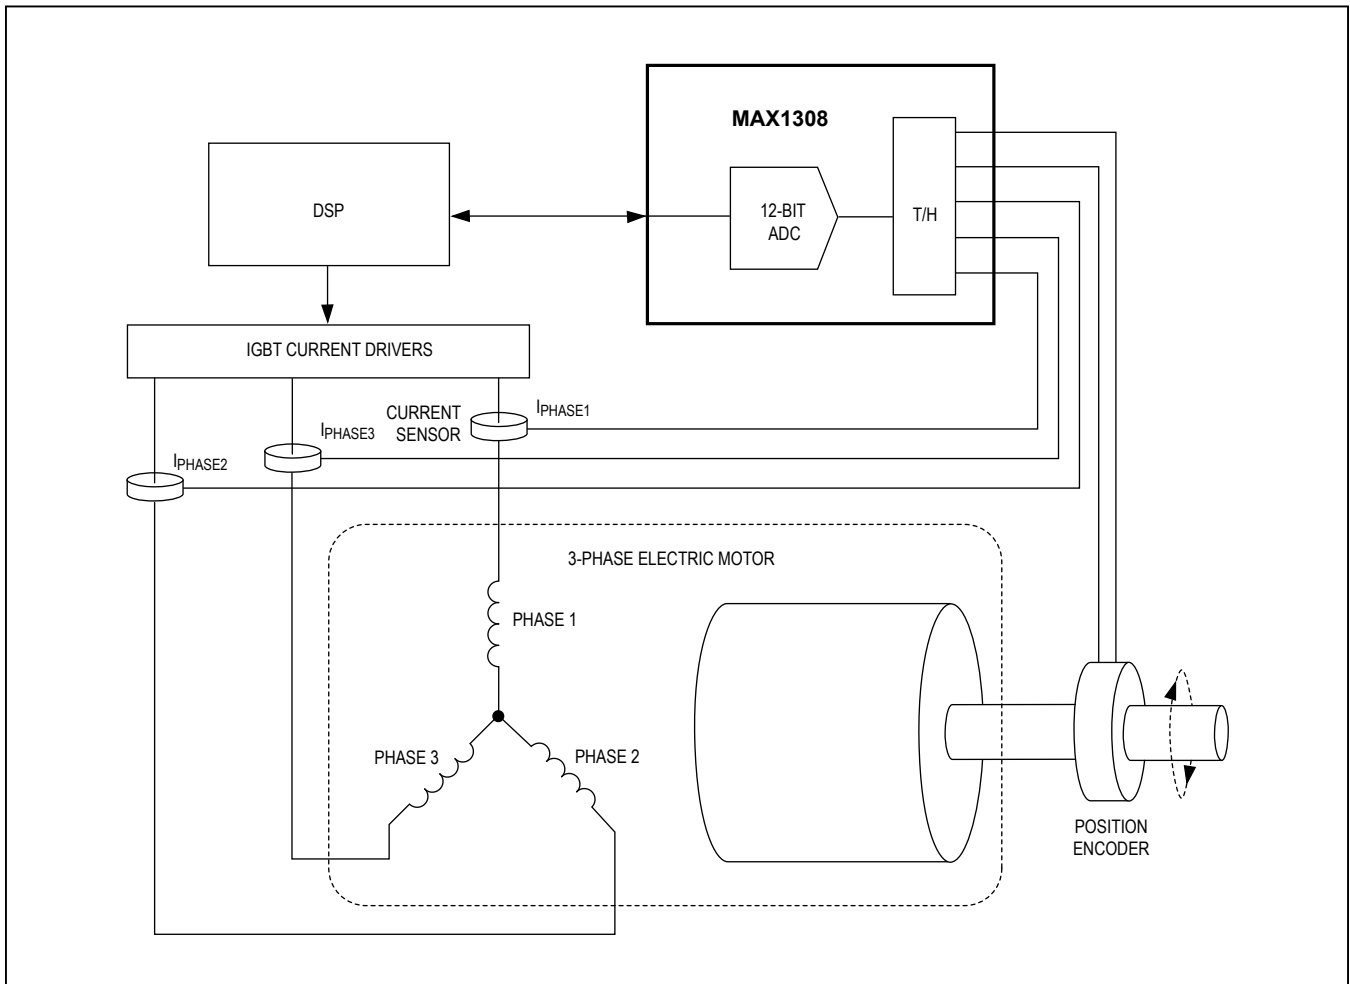 MAX1308
DSP
12-BIT
ADC
T/H
IGBT CURRENT DRIVERS
CURRENT
SENSOR
IPHASE1
IPHASE3
IPHASE2
3-PHASE ELECTRIC MOTOR
PHASE 1
PHASE 3
PHASE 2
POSITION
ENCODER